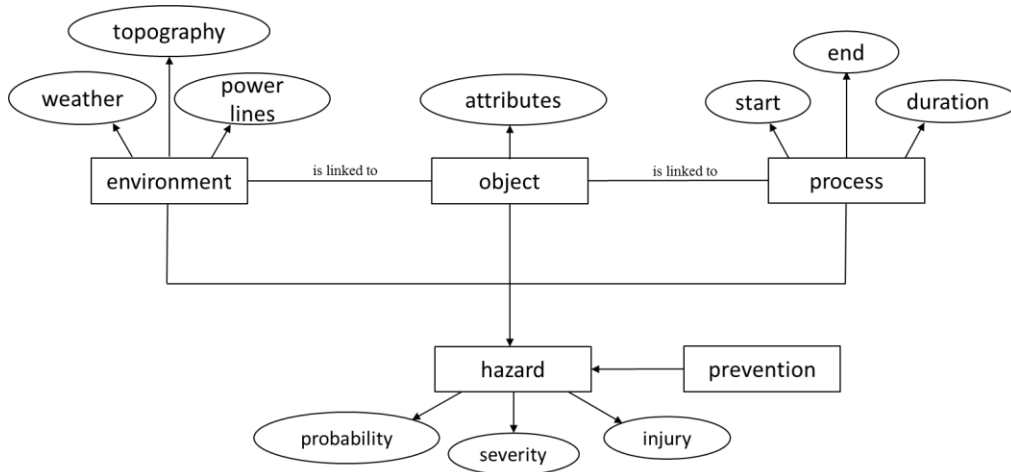 topography
end
weather
power
lines
attributes
start
duration
environment
is linked to
object
is linked to
process
hazard
prevention
probability
severity
injury